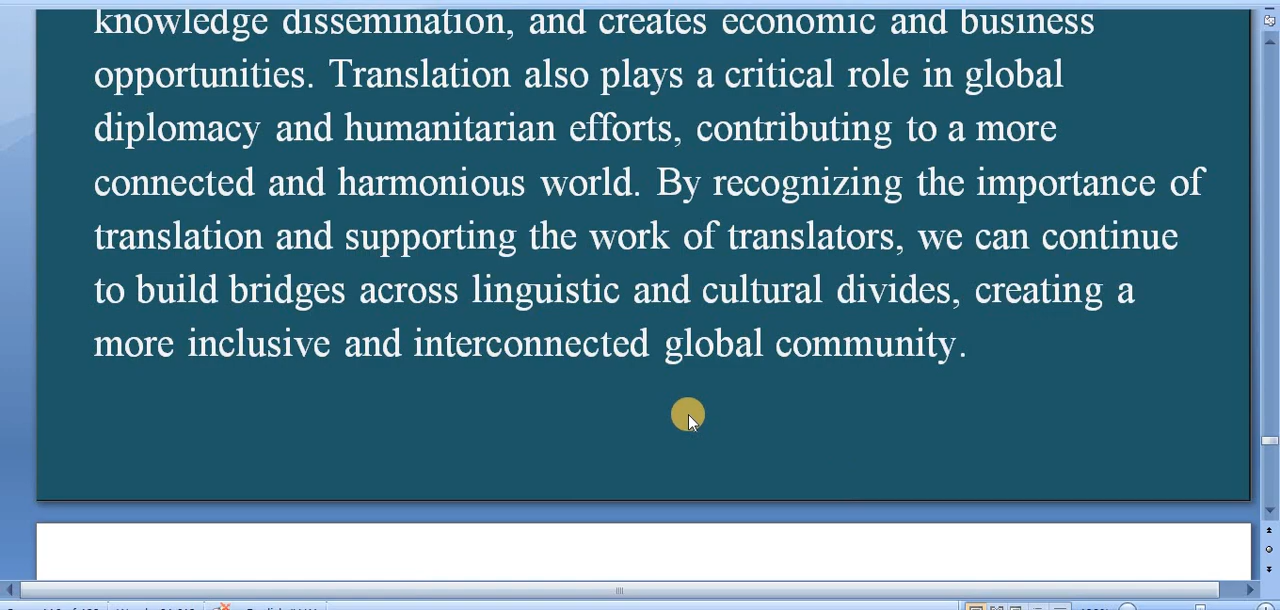 knowledge dissemination, and creates economic and business
opportunities. Translation also plays a critical role in global
diplomacy and humanitarian efforts, contributing to a more
connected and harmonious world. By recognizing the importance of
translation and supporting the work of translators, we can continue
to build bridges across linguistic and cultural divides, creating a
more inclusive and interconnected global community.